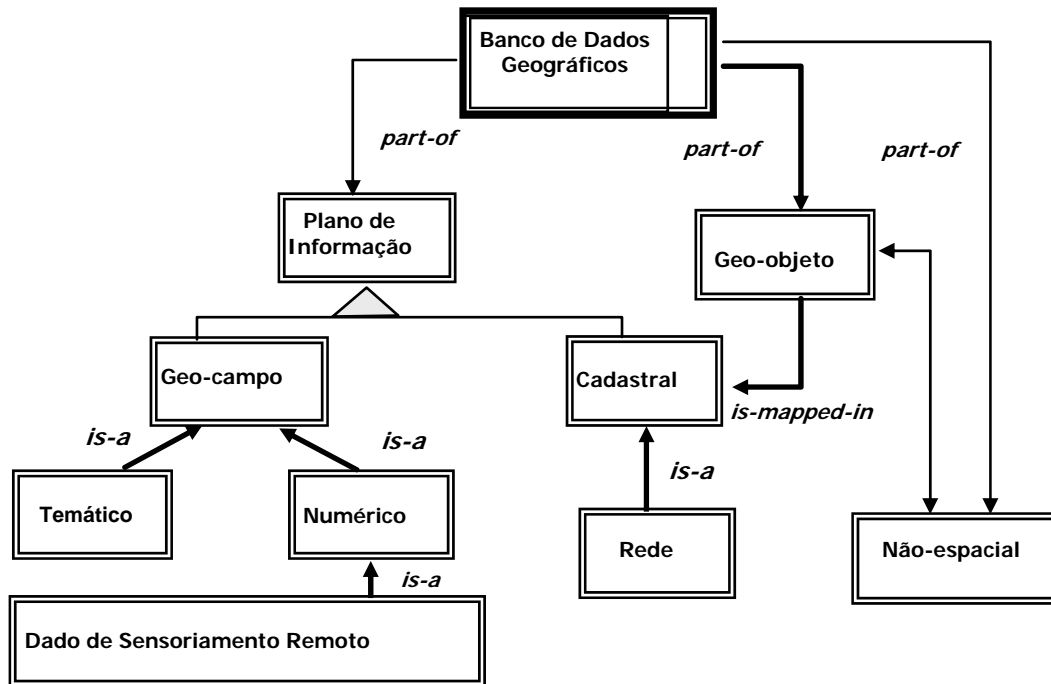 Banco de Dados
Geográficos
part-of
part-of
part-of
Plano de
Informação
Geo-objeto
Geo-campo
Cadastral
is-mapped-in
is-a
is-a
is-a
Temático
Numérico
Rede
Não-espacial
is-a
Dado de Sensoriamento Remoto